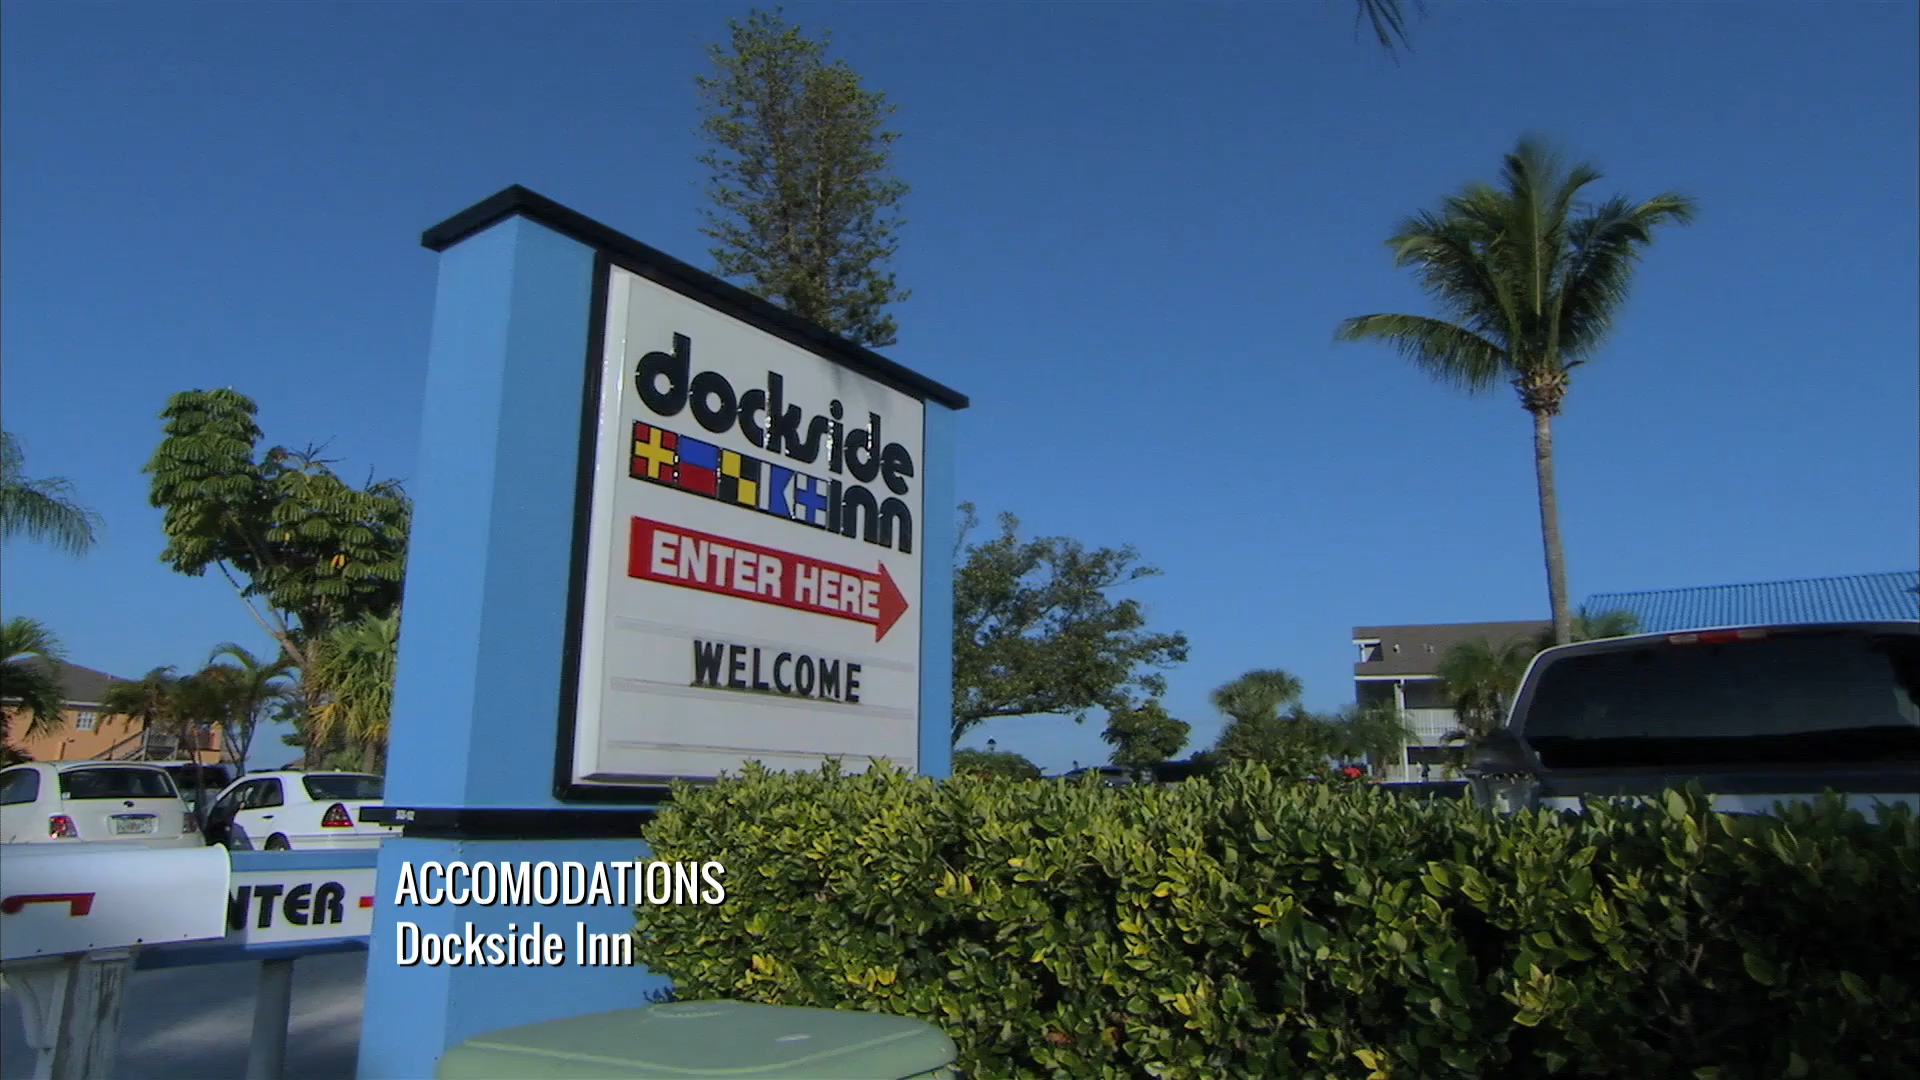 dockside
INN
ENTER HERE
WELCOME
NTER
ACCOMODATIONS
Dockside Inn